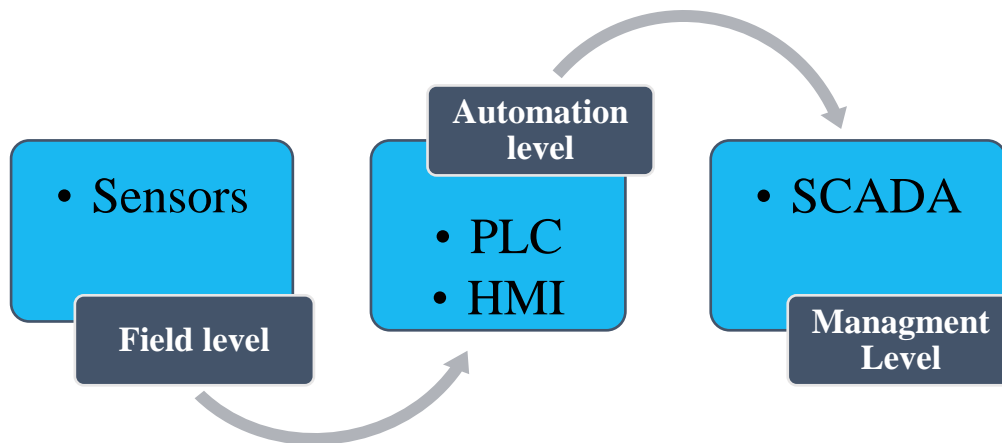 • Sensors
Field level
Automation
level
• PLC
• HMI
• SCADA
Managment
Level